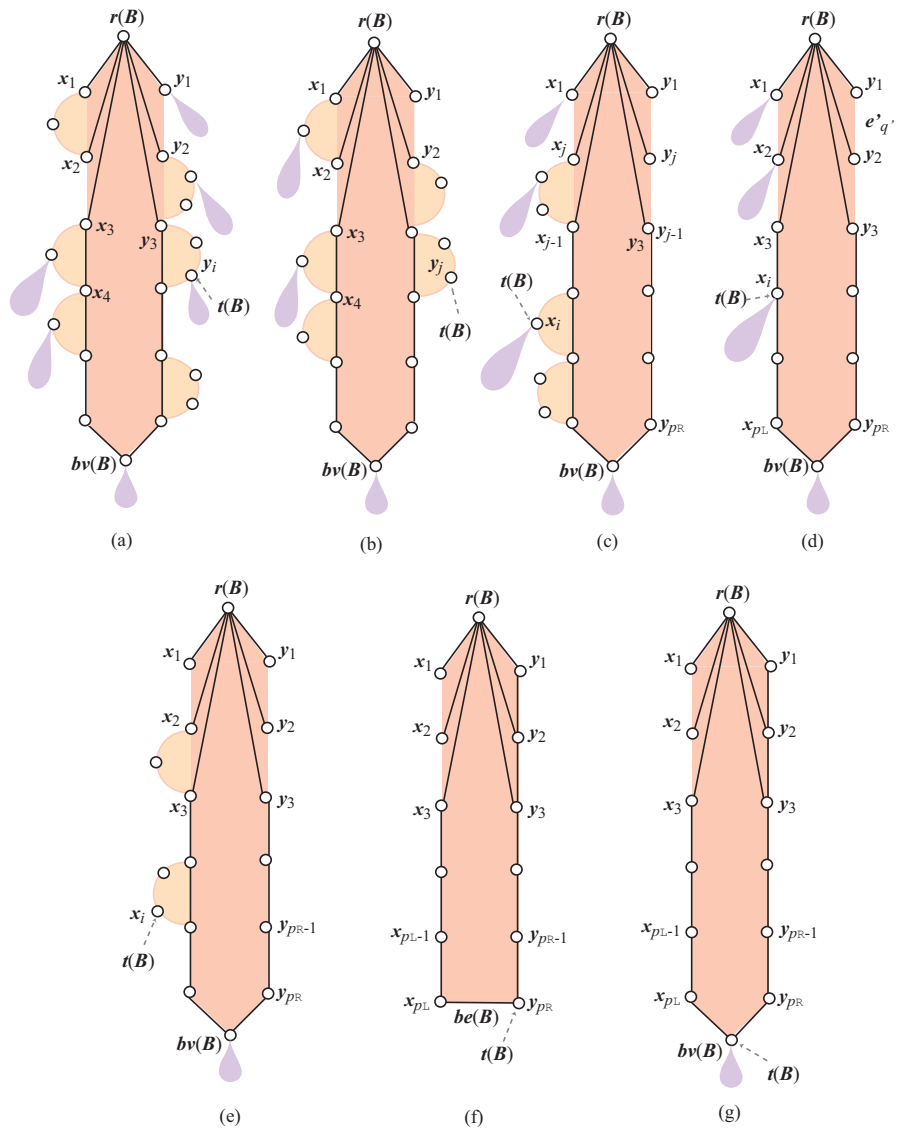 r(B) r(B) r(B) r(B)
x1 y1 x1 y1 x1 y1 x1 y1
e'q'
x2 y2 x2 y2 xj yj x2 y2
x3 y3 x3 xj-1 y3 yj-1 x3 y3
yi yj
x4 t(B) x4 t(B) t(B) xi t(B) xi
xpL ypR
ypR
bv(B) bv(B) bv(B) bv(B)
(a) (b) (c) (d)
r(B) r(B) r(B)
x1 y1 x1 y1 x1 y1
x2 y2 x2 y2 x2 y2
x3 y3 x3 y3 x3 y3
xi ypR-1 xpL-1 ypR-1 xpL-1 ypR-1
t(B)
ypR xpL be(B) ypR xpL ypR
bv(B) t(B) bv(B) t(B)
(e) (f) (g)